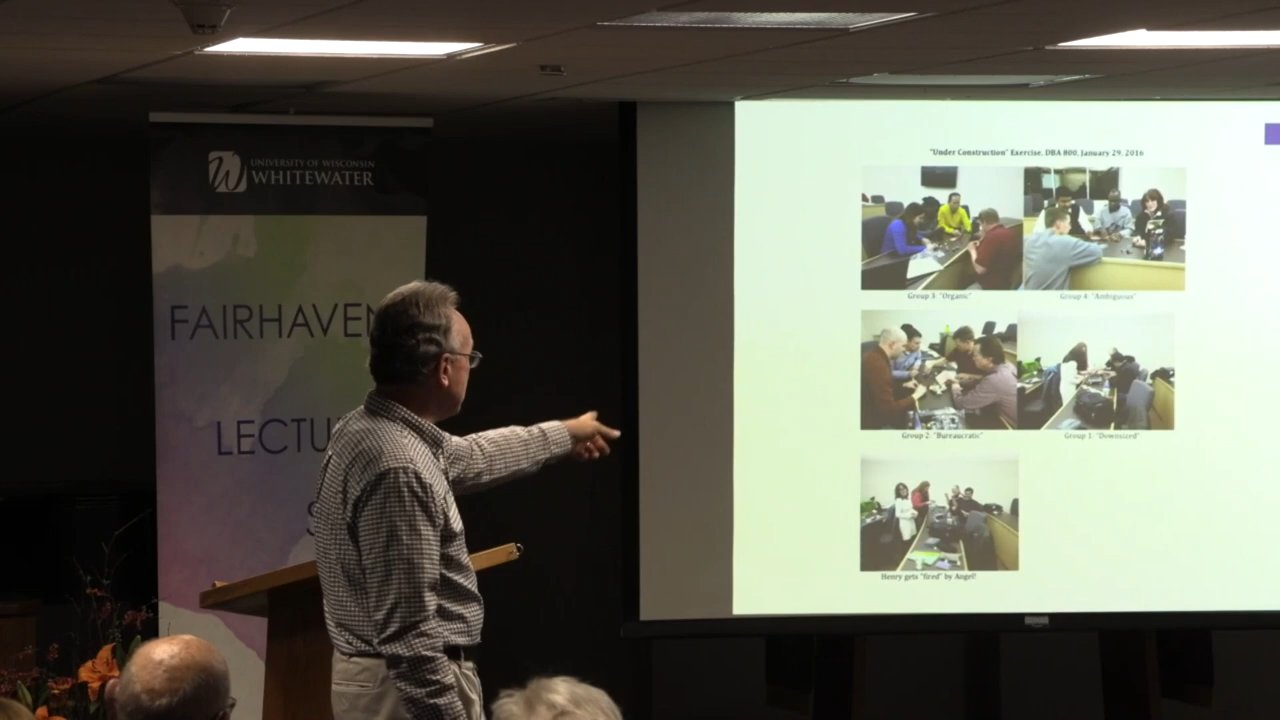 UNIVERSITY OF WISCONSIN
WHITEWATER
FAIRHAVEN
LECTU
S
"Under Construction" Exercise, DBA 800, January 29, 2016
Group 3: "Organic"
Group 4: "Ambiguous"
Group 2: "Bureaucratic"
Group 1: "Downsized"
Henry gets "fired" by Angel!